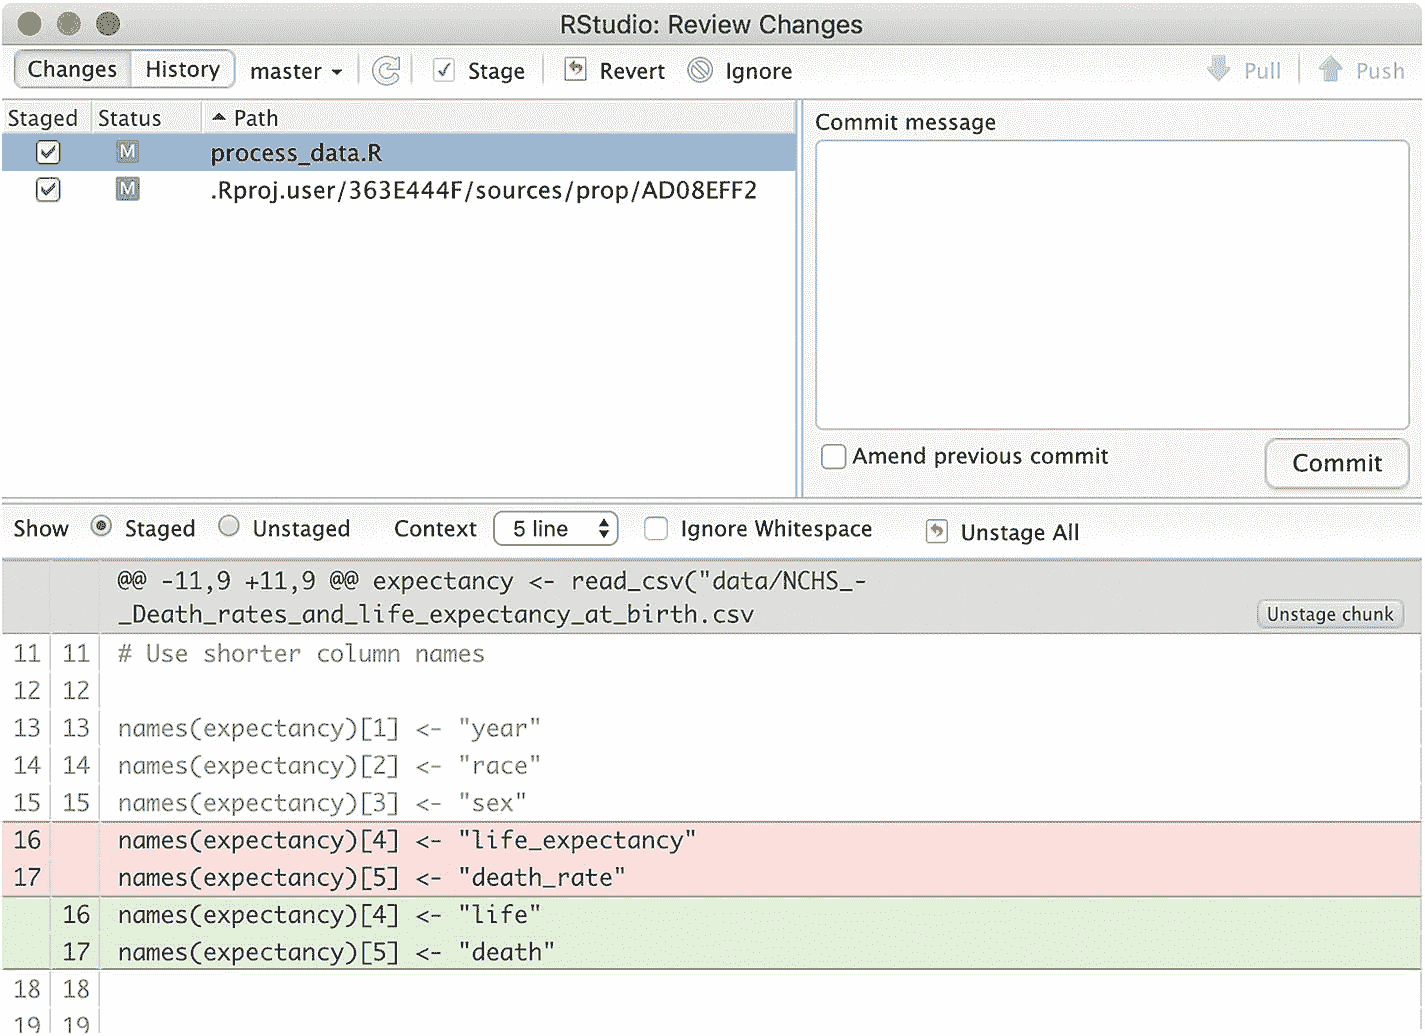 RStudio: Review Changes
Changes History master Stage Revert Ignore Pull Push
Staged Status Path
M process_data.R
M .Rproj.user/363E444F/sources/prop/AD08EFF2
Commit message
Amend previous commit Commit
Show Staged Unstaged Context 5 line Ignore Whitespace Unstage All
@@ -11,9 +11,9 @@ expectancy <- read_csv("data/NCHS_-
_Death_rates_and_life_expectancy_at_birth.csv Unstage chunk
11 11 # Use shorter column names
12 12
13 13 names(expectancy)[1] <- "year"
14 14 names(expectancy)[2] <- "race"
15 15 names(expectancy)[3] <- "sex"
16 names(expectancy)[4] <- "life_expectancy"
17 names(expectancy)[5] <- "death_rate"
16 names(expectancy)[4] <- "life"
17 names(expectancy)[5] <- "death"
18 18
19 19